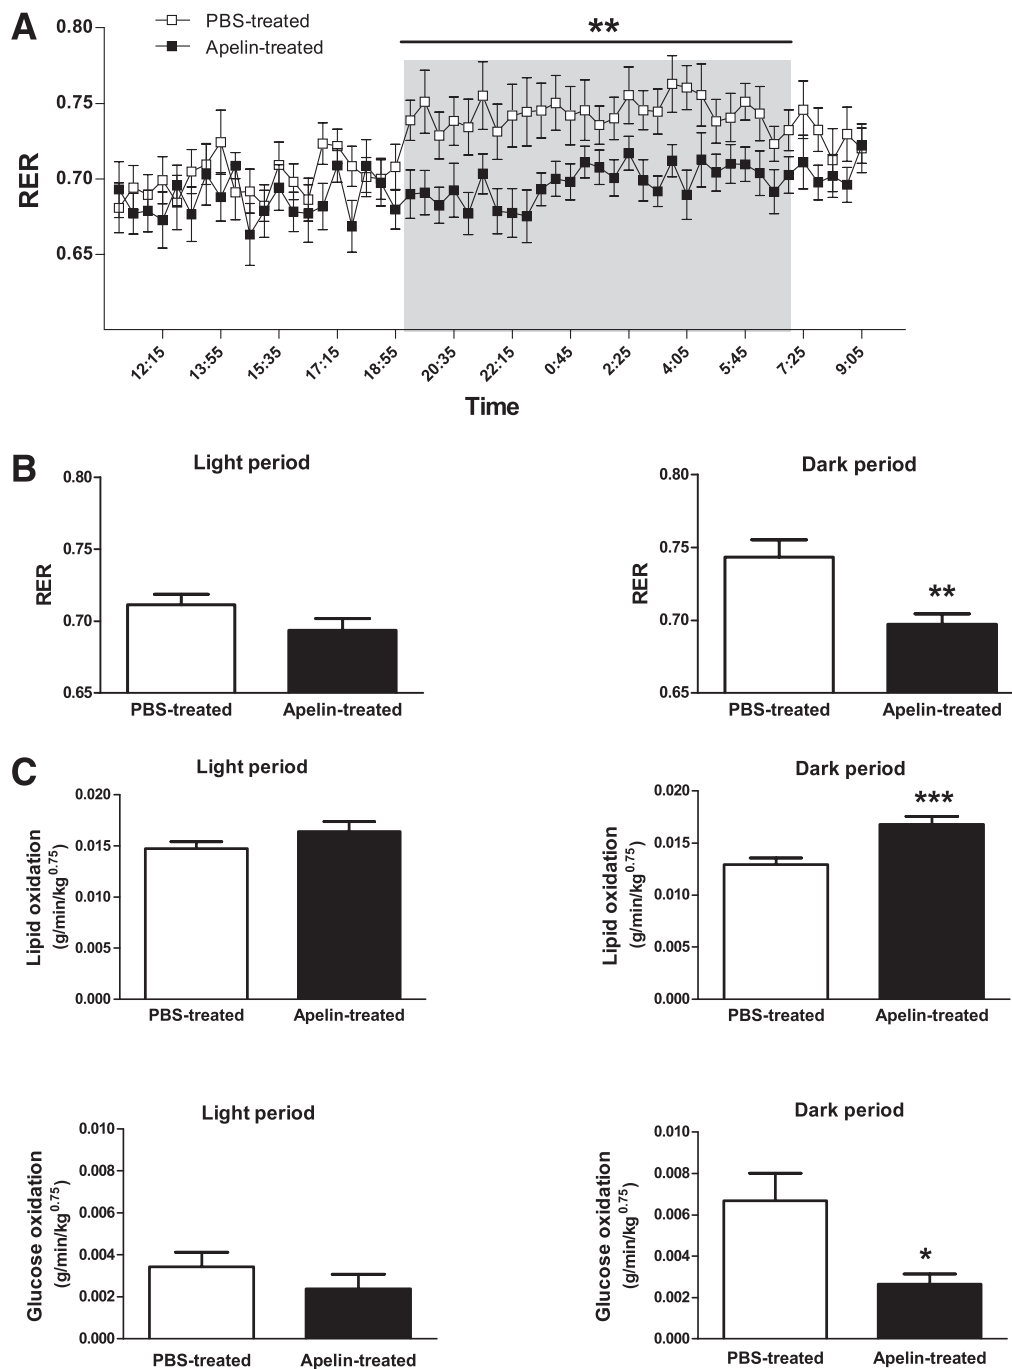 A
PBS-treated
Apelin-treated
**
0.80
0.75
0.70
0.65
RER
12:15
13:55
15:35
17:15
18:55
20:35
22:15
0:45
2:25
4:05
5:45
7:25
9:05
Time
B
Light period
0.80
0.75
0.70
0.65
RER
PBS-treated
Apelin-treated
Dark period
0.80
0.75
0.70
0.65
RER
**
PBS-treated
Apelin-treated
C
Light period
0.020
0.015
0.010
0.005
0.000
Lipid oxidation
(g/min/kg0.75)
PBS-treated
Apelin-treated
Dark period
0.020
0.015
0.010
0.005
0.000
Lipid oxidation
(g/min/kg0.75)
***
PBS-treated
Apelin-treated
Light period
0.010
0.008
0.006
0.004
0.002
0.000
Glucose oxidation
(g/min/kg0.75)
PBS-treated
Apelin-treated
Dark period
0.010
0.008
0.006
0.004
0.002
0.000
Glucose oxidation
(g/min/kg0.75)
*
PBS-treated
Apelin-treated